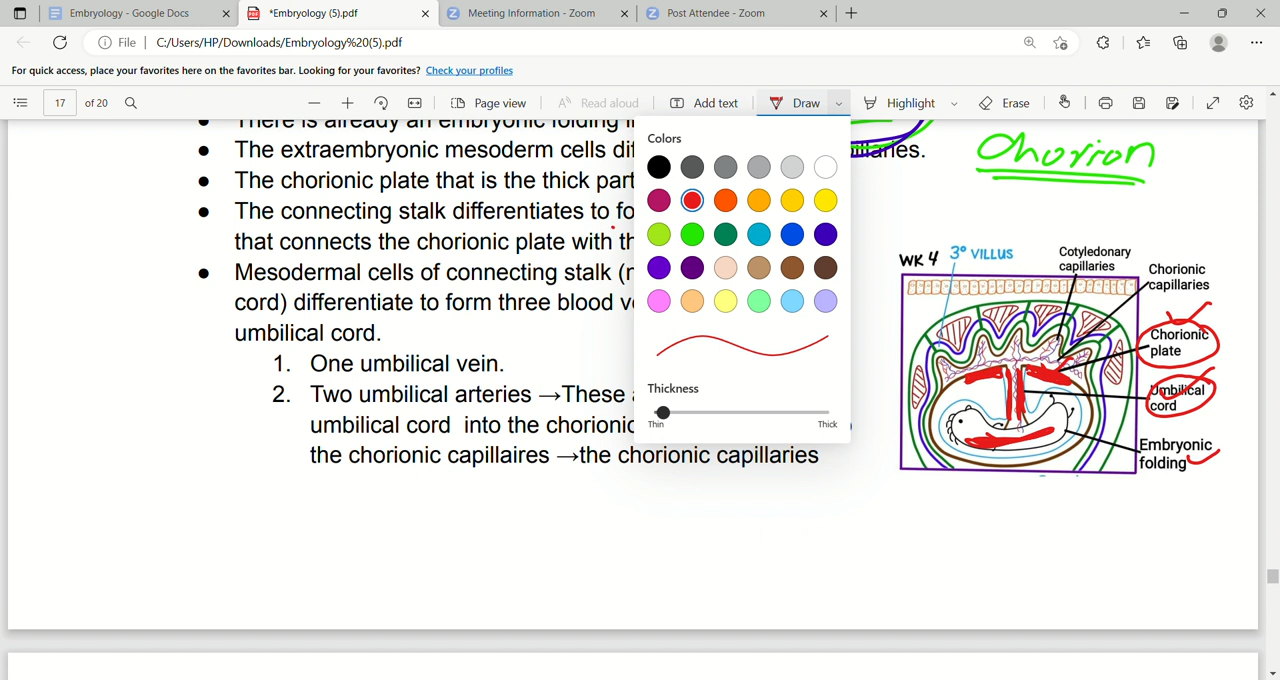 Embryology - Google Docs
*Embryology (5).pdf
Meeting Information - Zoom
Post Attendee - Zoom
File
C:/Users/HP/Downloads/Embryology%20(5).pdf
For quick access, place your favorites here on the favorites bar. Looking for your favorites? Check your profiles
17 of 20
Page view
Read aloud
Add text
Draw
Highlight
Erase
There is already an embryonic folding
● The extraembryonic mesoderm cells
● The chorionic plate that is the thick part
● The connecting stalk differentiates to
that connects the chorionic plate with
● Mesodermal cells of connecting stalk
cord) differentiate to form three blood
umbilical cord.
1. One umbilical vein.
2. Two umbilical arteries →These
umbilical cord into the
the chorionic capillaires →the chorionic capillaries
Colors
Thickness
Thin
Thick
Chorion
WK 4
3° VILLUS
Cotyledonary
capillaries
Chorionic
capillaries
Chorionic
plate
Umbilical
cord
Embryonic
folding